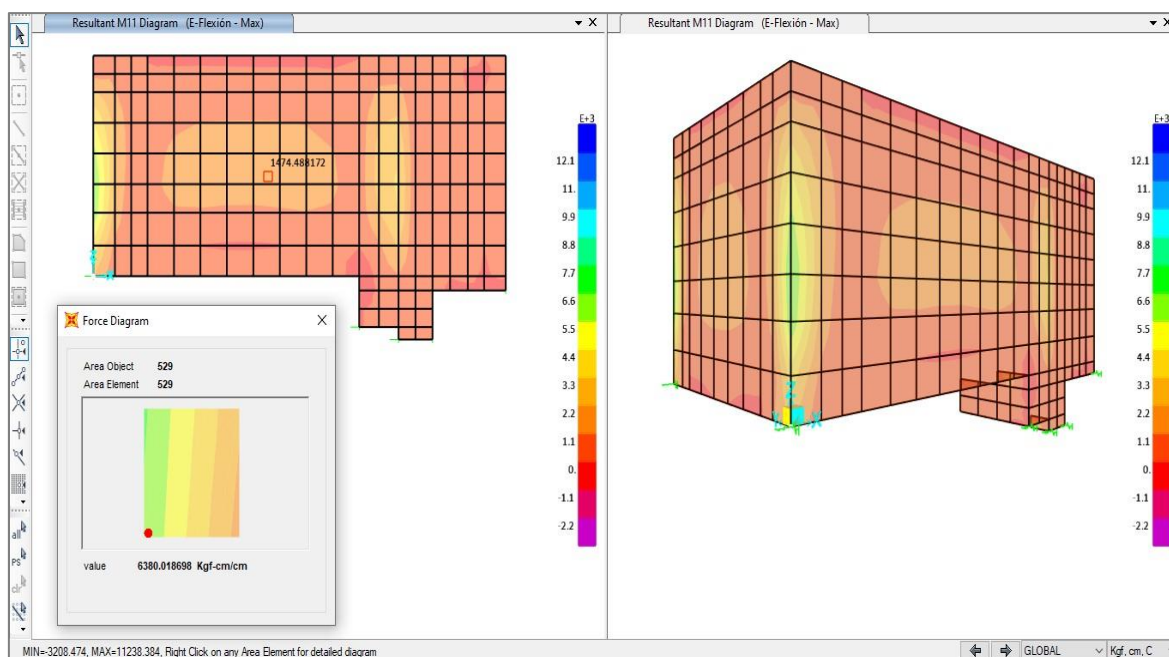 Resultant M11 Diagram (E-Flexión - Max)
X
Resultant M11 Diagram (E-Flexión - Max)
X
1474.488172
E+3
12.1
11.
9.9
8.8
7.7
6.6
5.5
4.4
3.3
2.2
1.1
0.
-1.1
-2.2
E+3
12.1
11.
9.9
8.8
7.7
6.6
5.5
4.4
3.3
2.2
1.1
0.
-1.1
-2.2
Z
X
Force Diagram
X
Area Object 529
Area Element 529
value 6380.018698 Kgf-cm/cm
all
PS
clr
MIN=-3208.474, MAX=11238.384, Right Click on any Area Element for detailed diagram
GLOBAL
Kgf, cm, C